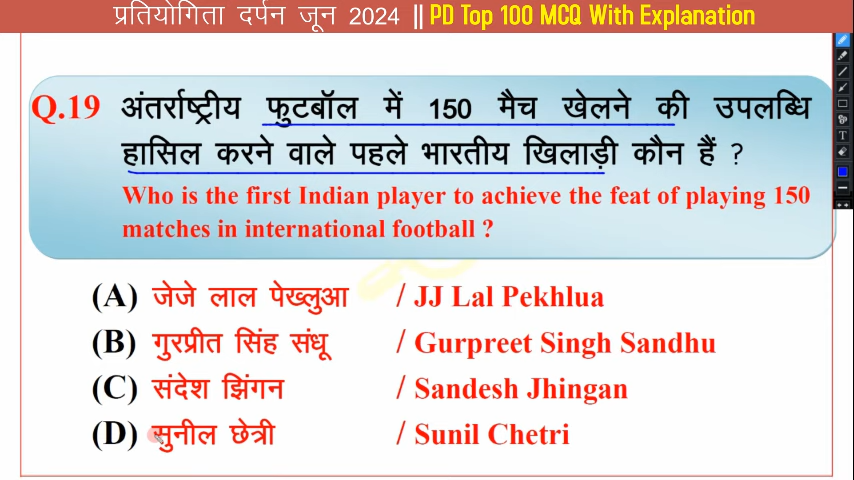 प्रतियोगिता दर्पन जून 2024 || PD Top 100 MCQ With Explanation
Q.19 अंतर्राष्ट्रीय फुटबॉल में 150 मैच खेलने की उपलब्धि
हासिल करने वाले पहले भारतीय खिलाड़ी कौन हैं ?
Who is the first Indian player to achieve the feat of playing 150
matches in international football ?
(A) जेजे लाल पेख्लुआ / JJ Lal Pekhlua
(B) गुरप्रीत सिंह संधू / Gurpreet Singh Sandhu
(C) संदेश झिंगन / Sandesh Jhingan
(D) सुनील छेत्री / Sunil Chetri